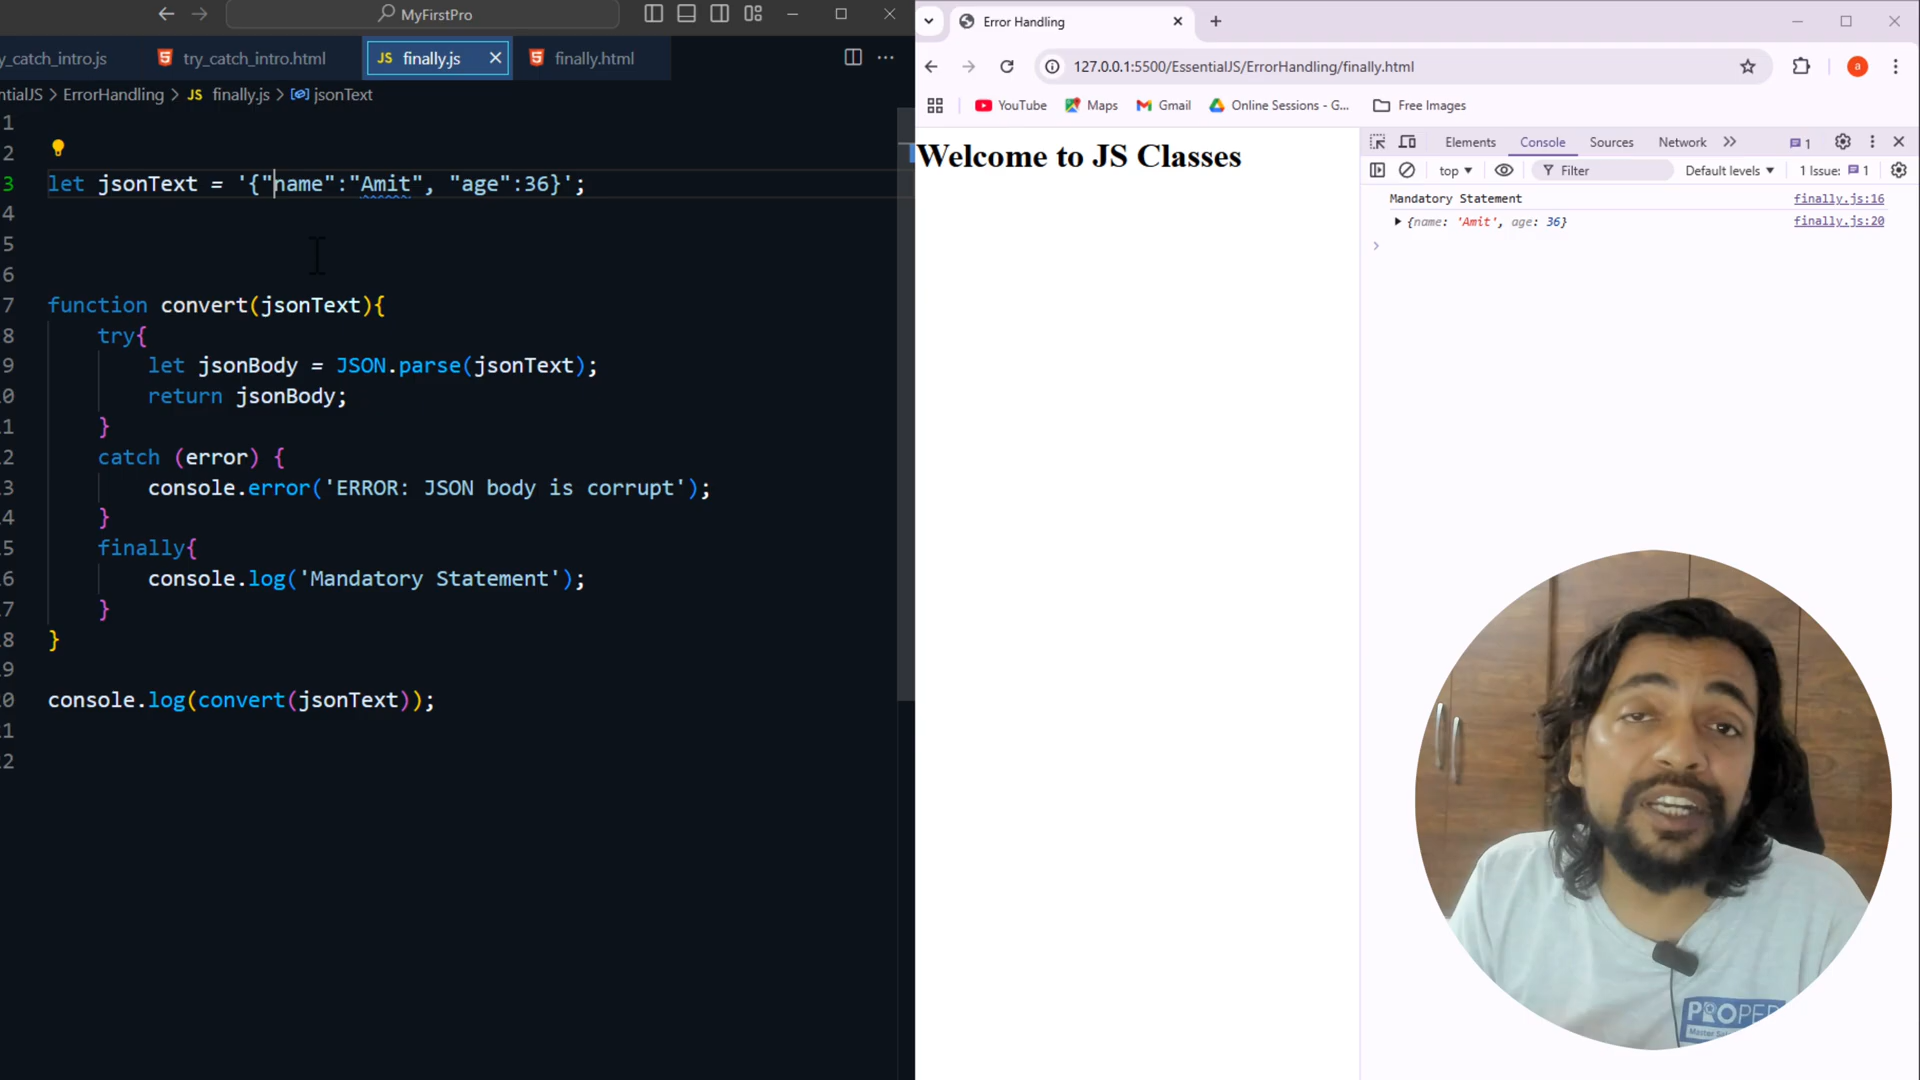 MyFirstPro
y_catch_intro.js
try_catch_intro.html
JS finally.js
finally.html
ntialJS > ErrorHandling > JS finally.js > jsonText
1
2
3 let jsonText = '{"name":"Amit", "age":36}';
4
5
6
7 function convert(jsonText){
8 try{
9 let jsonBody = JSON.parse(jsonText);
0 return jsonBody;
1 }
2 catch (error) {
3 console.error('ERROR: JSON body is corrupt');
4 }
5 finally{
6 console.log('Mandatory Statement');
7 }
8 }
9
0 console.log(convert(jsonText));
1
2
Error Handling
127.0.0.1:5500/EssentialJS/ErrorHandling/finally.html
a
YouTube Maps Gmail Online Sessions - G... Free Images
Welcome to JS Classes
Elements Console Sources Network 1
top Filter Default levels 1 Issue: 1
Mandatory Statement finally.js:16
{name: 'Amit', age: 36} finally.js:20